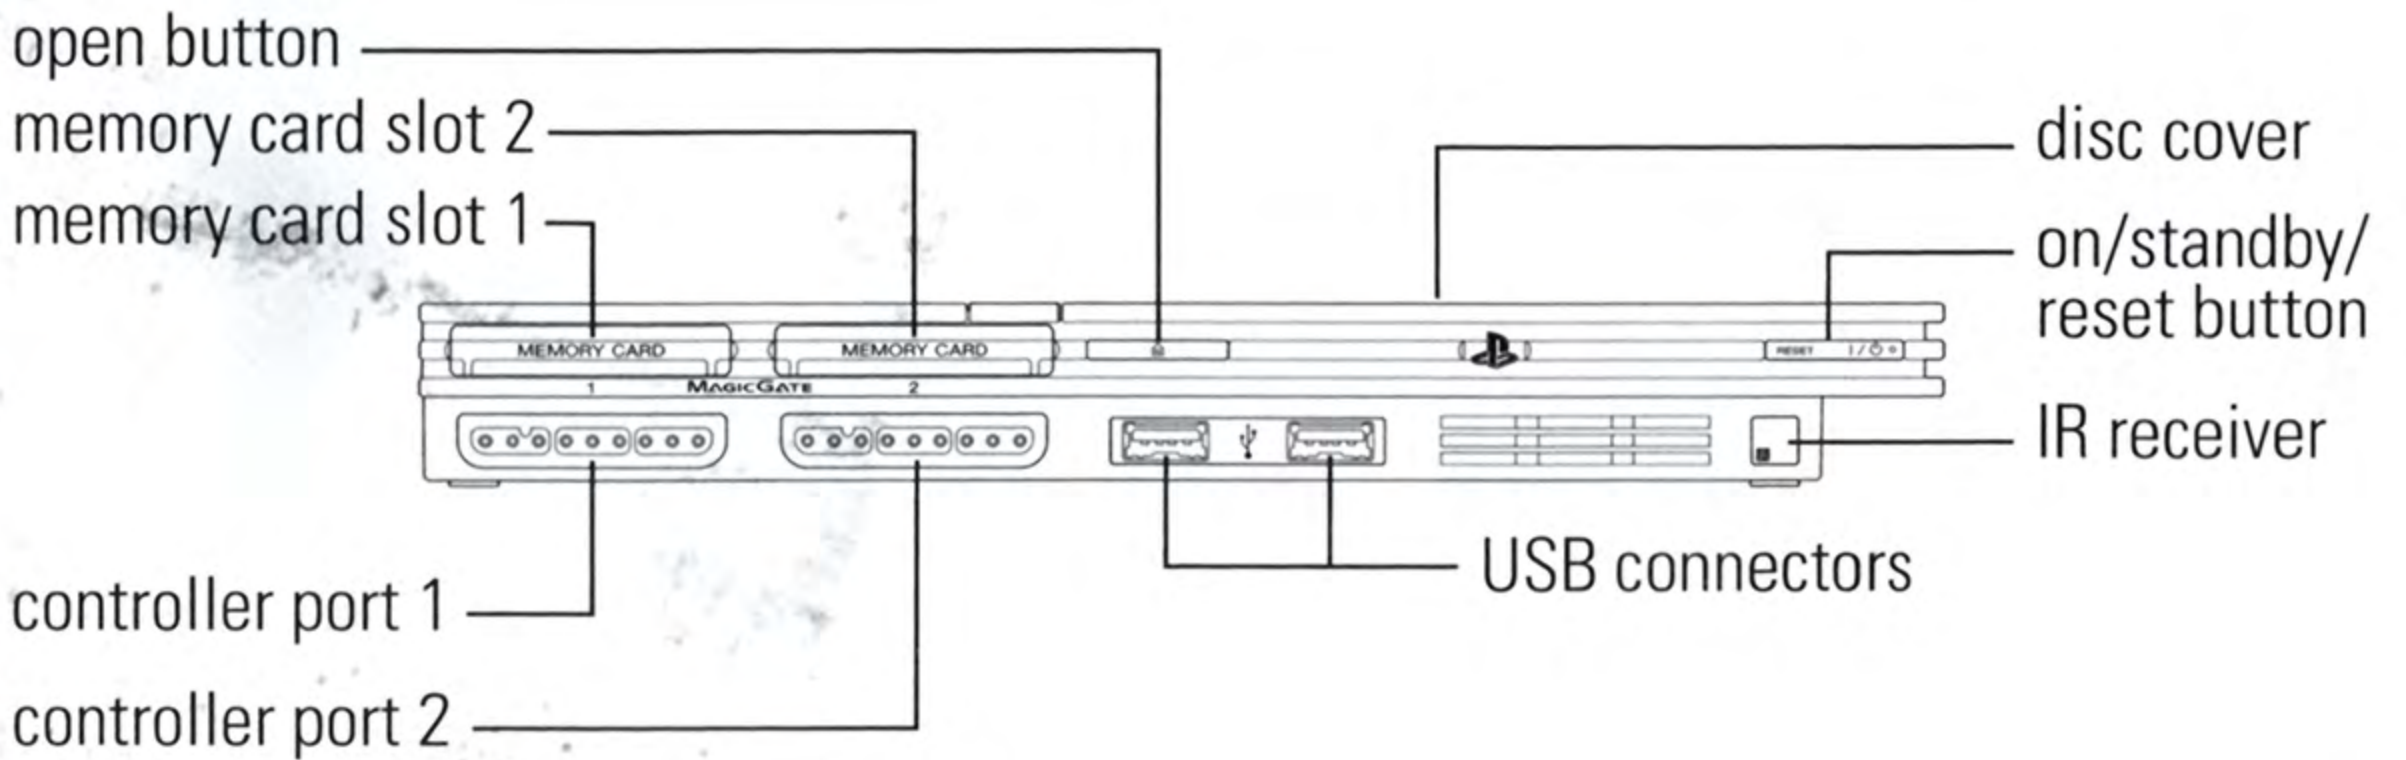 open button
memory card slot 2
memory card slot 1
disc cover
on/standby/
reset button
MEMORY CARD
MEMORY CARD
RESET
1
MAGICGATE
2
IR receiver
USB connectors
controller port 1
controller port 2